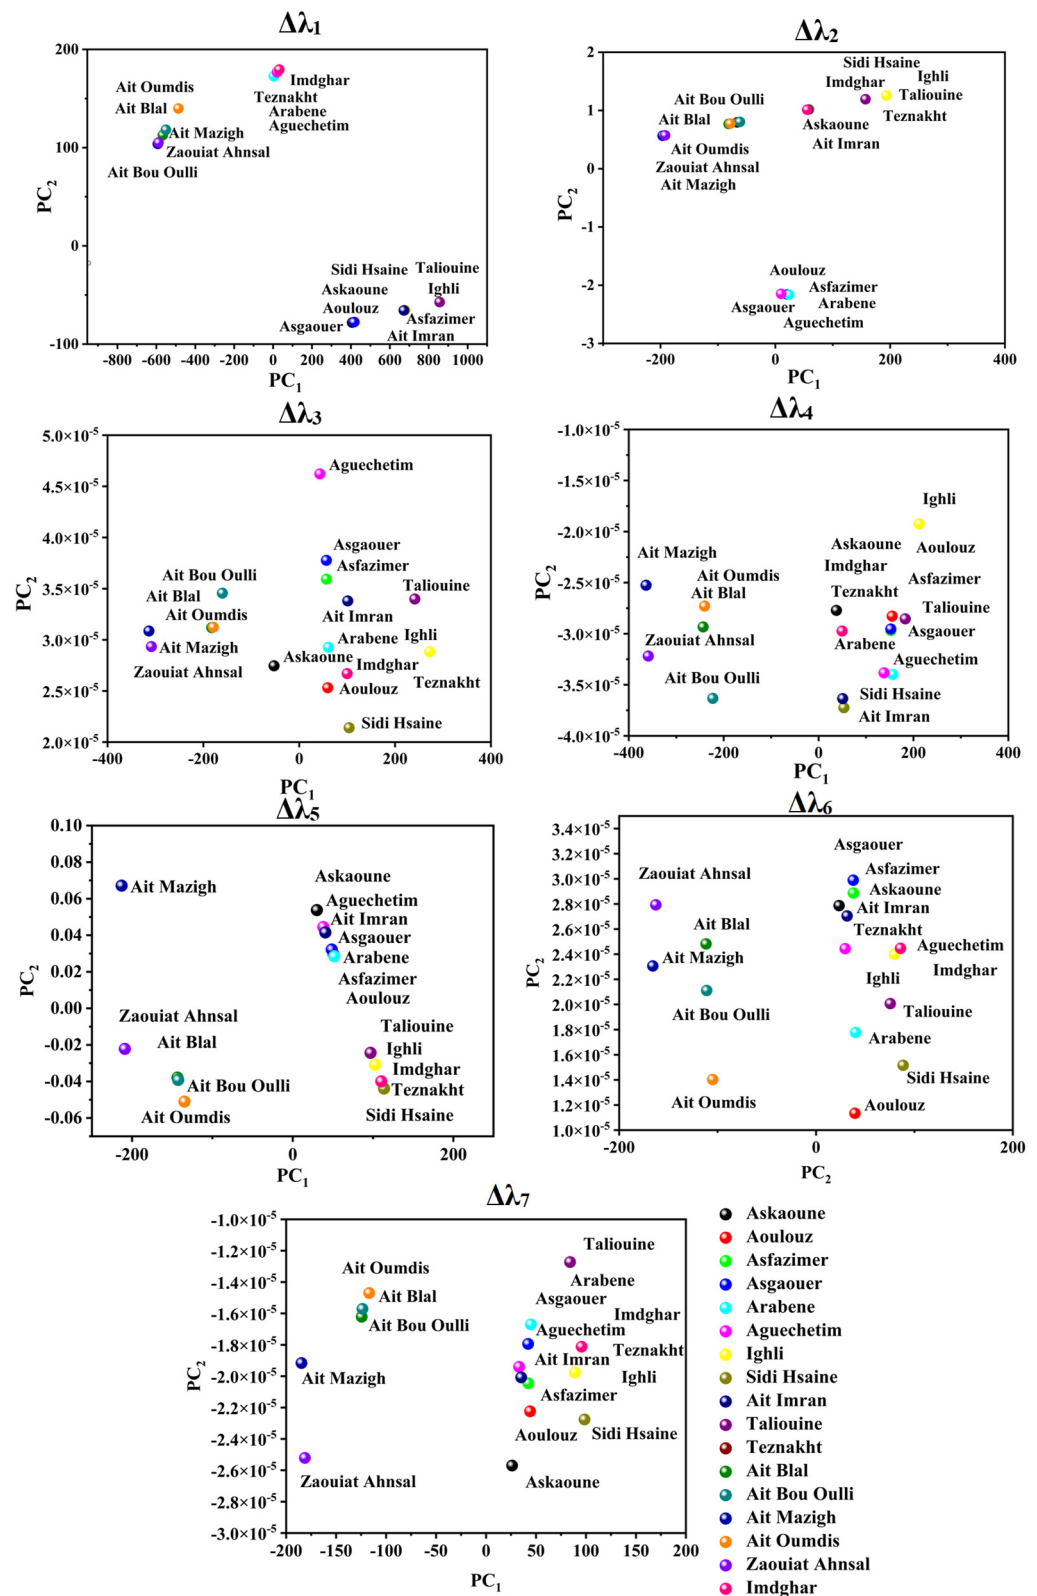 Δλ1
200
100
0
-100
PC2
Ait Oumdis
Ait Blal
Ait Mazigh
Zaouiat Ahnsal
Ait Bou Oulli
Imdghar
Teznakht
Arabene
Aguechetim
Sidi Hsaine
Taliouine
Askaoune
Ighli
Aoulouz
Asfazimer
Asgaouer
Ait Imran
-800 -600 -400 -200 0 200 400 600 800 1000
PC1
Δλ2
2
1
0
-1
-2
-3
PC2
Sidi Hsaine
Ighli
Imdghar
Taliouine
Ait Bou Oulli
Teznakht
Ait Blal
Askaoune
Ait Oumdis
Ait Imran
Zaouiat Ahnsal
Ait Mazigh
Aoulouz
Asfazimer
Asgaouer
Arabene
Aguechetim
-200 0 200 400
PC1
Δλ3
5.0×10-5
4.5×10-5
4.0×10-5
3.5×10-5
3.0×10-5
2.5×10-5
2.0×10-5
PC2
Aguechetim
Asgaouer
Asfazimer
Ait Bou Oulli
Taliouine
Ait Blal
Ait Oumdis
Ait Imran
Ait Mazigh
Arabene
Ighli
Askaoune
Imdghar
Zaouiat Ahnsal
Teznakht
Aoulouz
Sidi Hsaine
-400 -200 0 200 400
PC1
Δλ4
-1.0×10-5
-1.5×10-5
-2.0×10-5
-2.5×10-5
-3.0×10-5
-3.5×10-5
-4.0×10-5
PC2
Ighli
Askaoune
Aoulouz
Ait Mazigh
Imdghar
Ait Oumdis
Asfazimer
Ait Blal
Teznakht
Taliouine
Asgaouer
Zaouiat Ahnsal
Arabene
Aguechetim
Ait Bou Oulli
Sidi Hsaine
Ait Imran
-400 -200 0 200 400
PC1
Δλ5
0.10
0.08
0.06
0.04
0.02
0.00
-0.02
-0.04
-0.06
PC2
Askaoune
Ait Mazigh
Aguechetim
Ait Imran
Asgaouer
Arabene
Asfazimer
Aoulouz
Zaouiat Ahnsal
Taliouine
Ait Blal
Ighli
Imdghar
Ait Bou Oulli
Teznakht
Ait Oumdis
Sidi Hsaine
-200 0 200
PC1
Δλ6
3.4×10-5
3.2×10-5
3.0×10-5
2.8×10-5
2.6×10-5
2.4×10-5
2.2×10-5
2.0×10-5
1.8×10-5
1.6×10-5
1.4×10-5
1.2×10-5
1.0×10-5
PC2
Asgaouer
Zaouiat Ahnsal
Asfazimer
Askaoune
Ait Imran
Ait Blal
Teznakht
Ait Mazigh
Aguechetim
Imdghar
Ighli
Ait Bou Oulli
Taliouine
Arabene
Sidi Hsaine
Ait Oumdis
Aoulouz
-200 0 200
PC2
Δλ7
-1.0×10-5
-1.2×10-5
-1.4×10-5
-1.6×10-5
-1.8×10-5
-2.0×10-5
-2.2×10-5
-2.4×10-5
-2.6×10-5
-2.8×10-5
-3.0×10-5
PC2
Taliouine
Ait Oumdis
Arabene
Ait Blal
Asgaouer
Imdghar
Ait Bou Oulli
Aguechetim
Teznakht
Ait Imran
Ait Mazigh
Ighli
Asfazimer
Aoulouz
Sidi Hsaine
Zaouiat Ahnsal
Askaoune
-200 -150 -100 -50 0 50 100 150 200
PC1
Askaoune
Aoulouz
Asfazimer
Asgaouer
Arabene
Aguechetim
Ighli
Sidi Hsaine
Ait Imran
Taliouine
Teznakht
Ait Blal
Ait Bou Oulli
Ait Mazigh
Ait Oumdis
Zaouiat Ahnsal
Imdghar